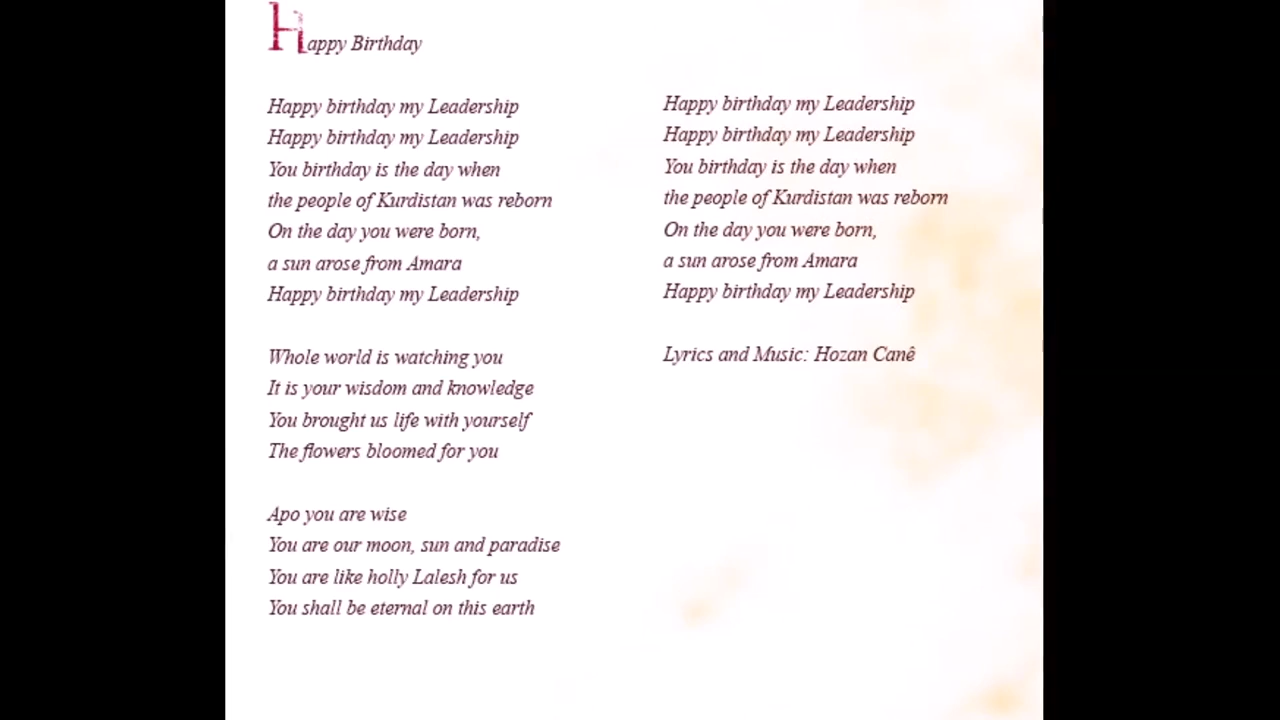 Happy Birthday
Happy birthday my Leadership
Happy birthday my Leadership
You birthday is the day when
the people of Kurdistan was reborn
On the day you were born,
a sun arose from Amara
Happy birthday my Leadership
Whole world is watching you
It is your wisdom and knowledge
You brought us life with yourself
The flowers bloomed for you
Apo you are wise
You are our moon, sun and paradise
You are like holly Lalesh for us
You shall be eternal on this earth
Happy birthday my Leadership
Happy birthday my Leadership
You birthday is the day when
the people of Kurdistan was reborn
On the day you were born,
a sun arose from Amara
Happy birthday my Leadership
Lyrics and Music: Hozan Canê